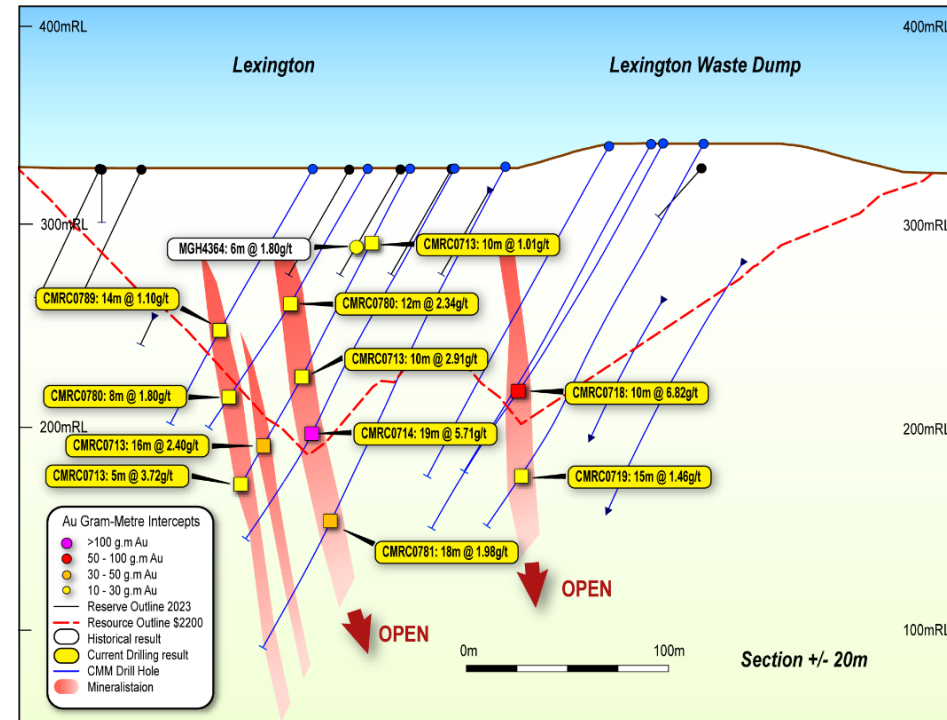 400mRL
400mRL
Lexington
Lexington Waste Dump
300mRL
300mRL
MGH4364: 6m @ 1.80g/t
CMRC0713: 10m @ 1.01g/t
CMRC0789: 14m @ 1.10g/t
CMRC0780: 12m @ 2.34g/t
CMRC0713: 10m @ 2.91g/t
CMRC0780: 8m @ 1.80g/t
CMRC0718: 10m @ 6.82g/t
200mRL
200mRL
CMRC0713: 16m @ 2.40g/t
CMRC0714: 19m @ 5.71g/t
CMRC0713: 5m @ 3.72g/t
CMRC0719: 15m @ 1.46g/t
CMRC0781: 18m @ 1.98g/t
Au Gram-Metre Intercepts
>100 g.m Au
50 - 100 g.m Au
30 - 50 g.m Au
10 - 30 g.m Au
Reserve Outline 2023
Resource Outline $2200
Historical result
Current Drilling result
CMM Drill Hole
Mineralistaion
OPEN
OPEN
100mRL
100mRL
0m
100m
Section +/- 20m